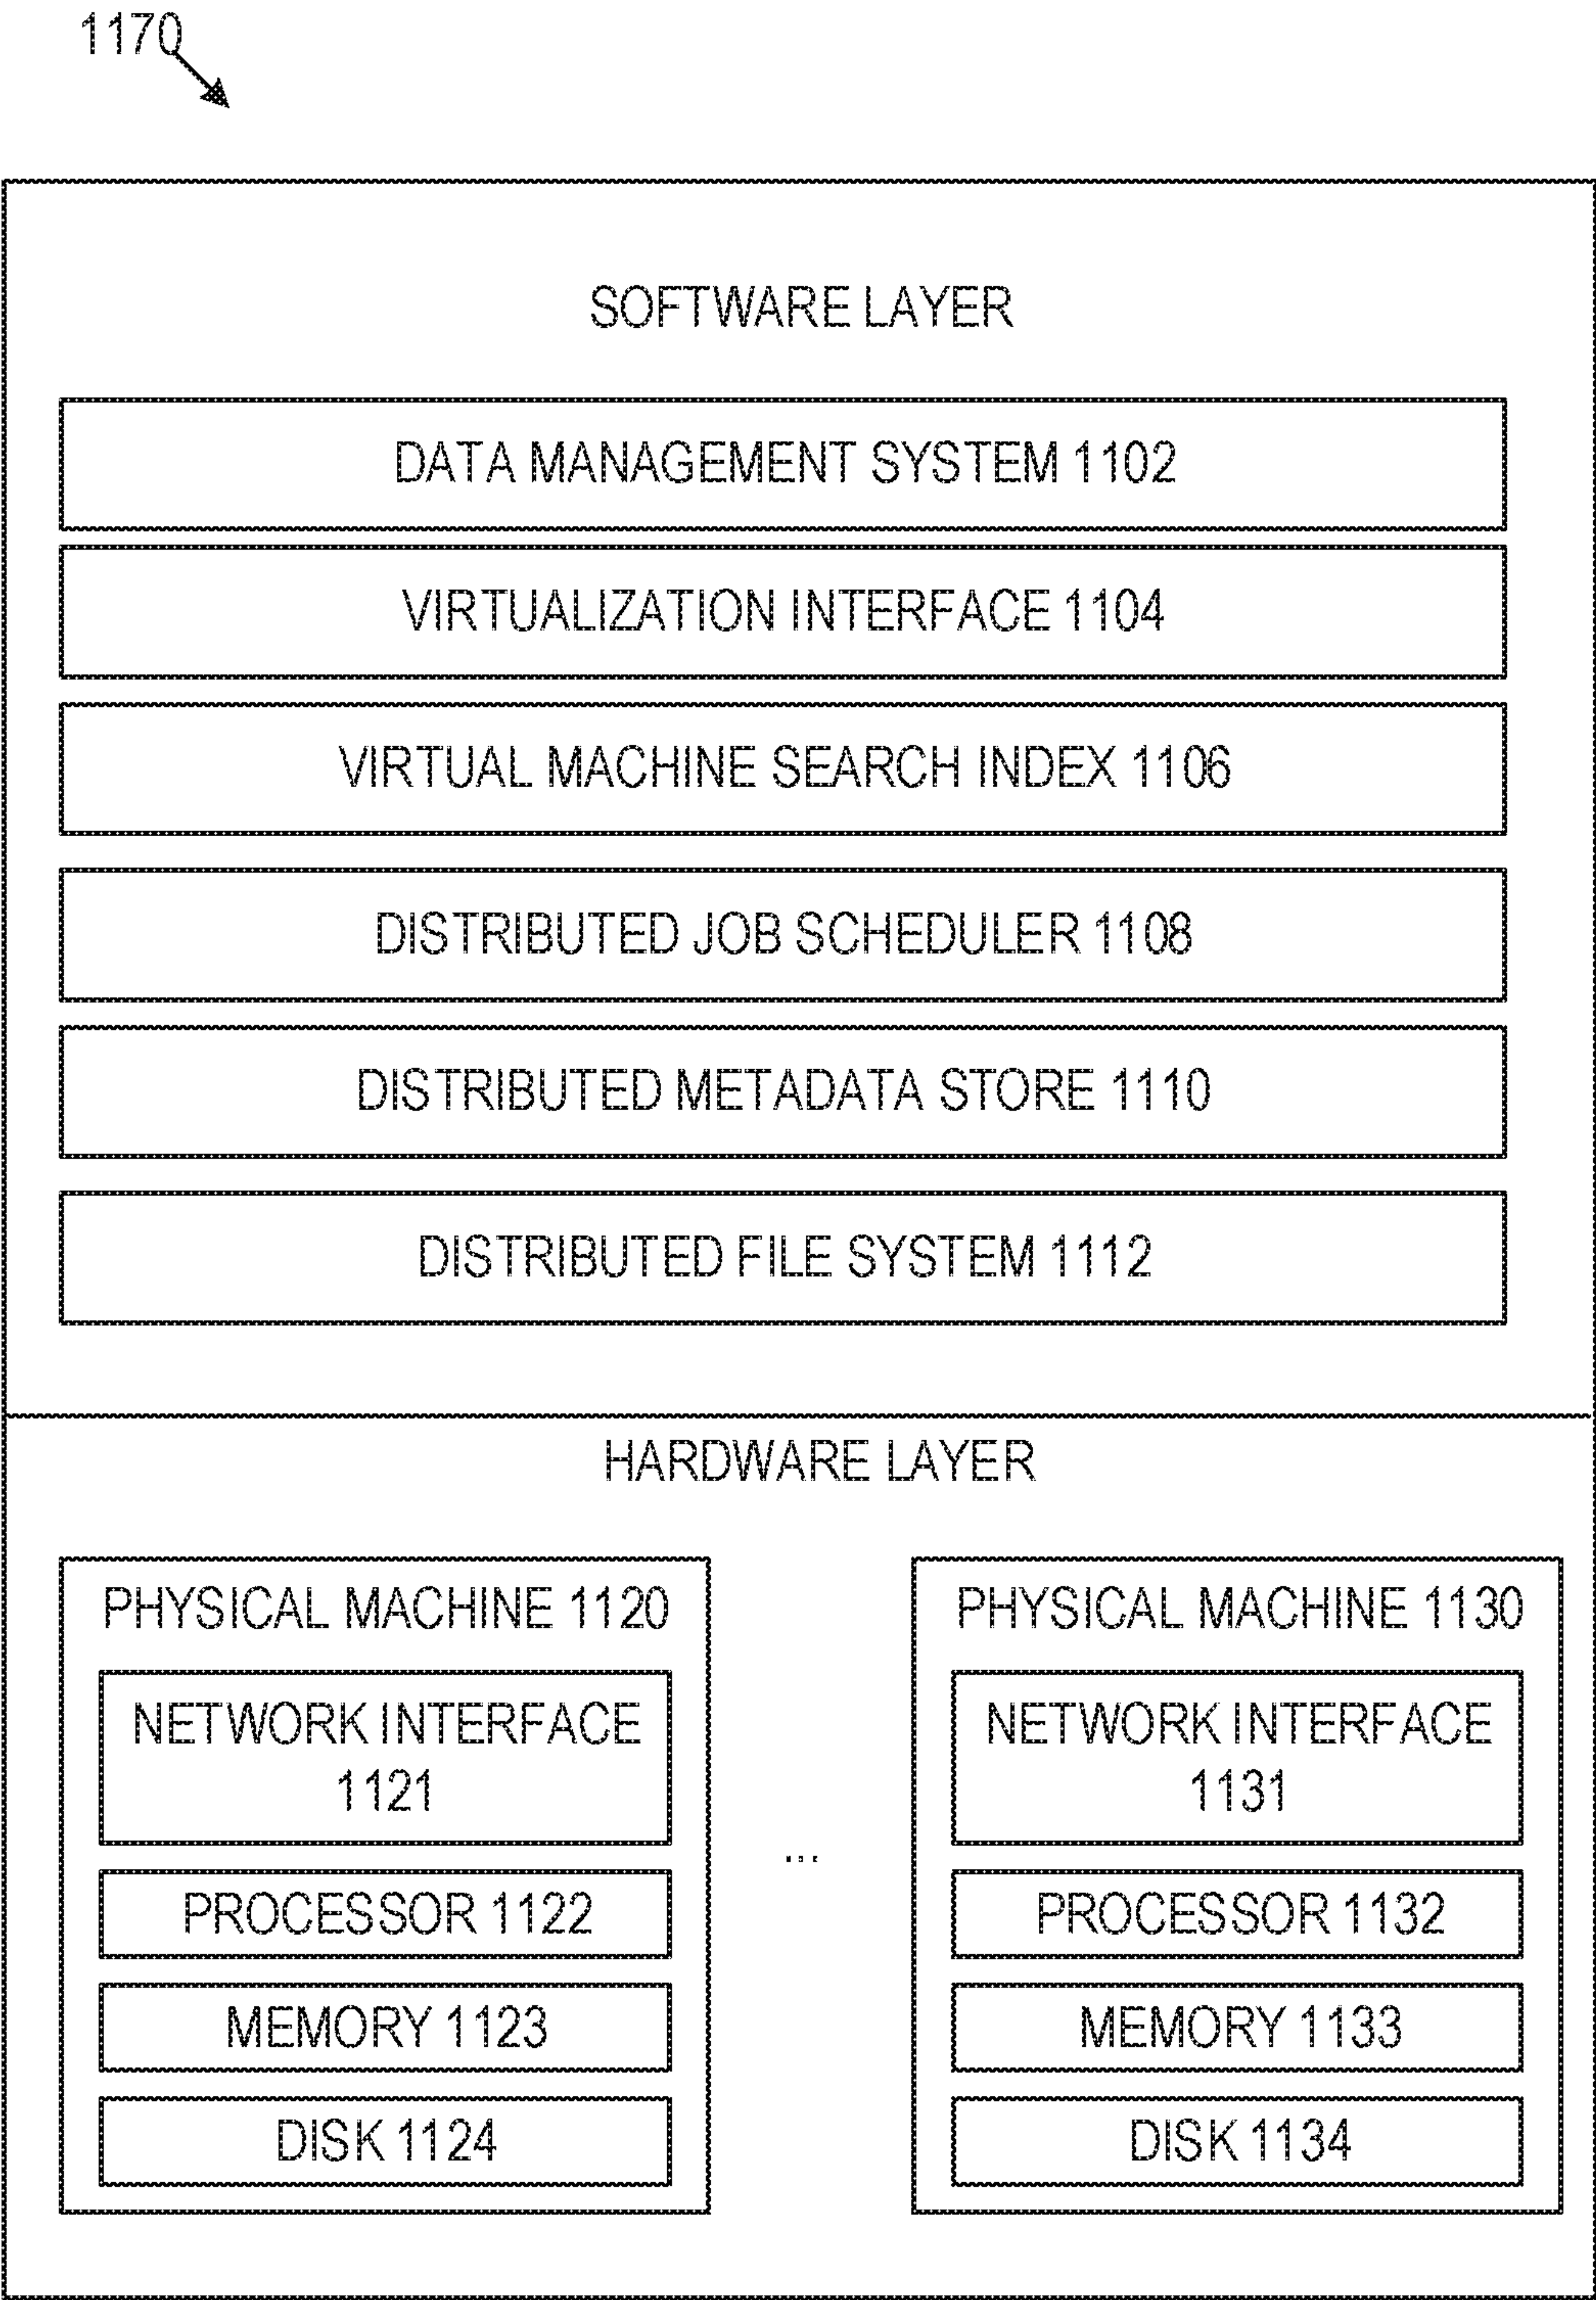 1170
SOFTWARE LAYER
DATA MANAGEMENT SYSTEM 1102
VIRTUALIZATION INTERFACE 1104
VIRTUAL MACHINE SEARCH INDEX 1106
DISTRIBUTED JOB SCHEDULER 1108
DISTRIBUTED METADATA STORE 1110
DISTRIBUTED FILE SYSTEM 1112
HARDWARE LAYER
PHYSICAL MACHINE 1120
NETWORK INTERFACE
1121
PROCESSOR 1122
MEMORY 1123
DISK 1124
...
PHYSICAL MACHINE 1130
NETWORK INTERFACE
1131
PROCESSOR 1132
MEMORY 1133
DISK 1134